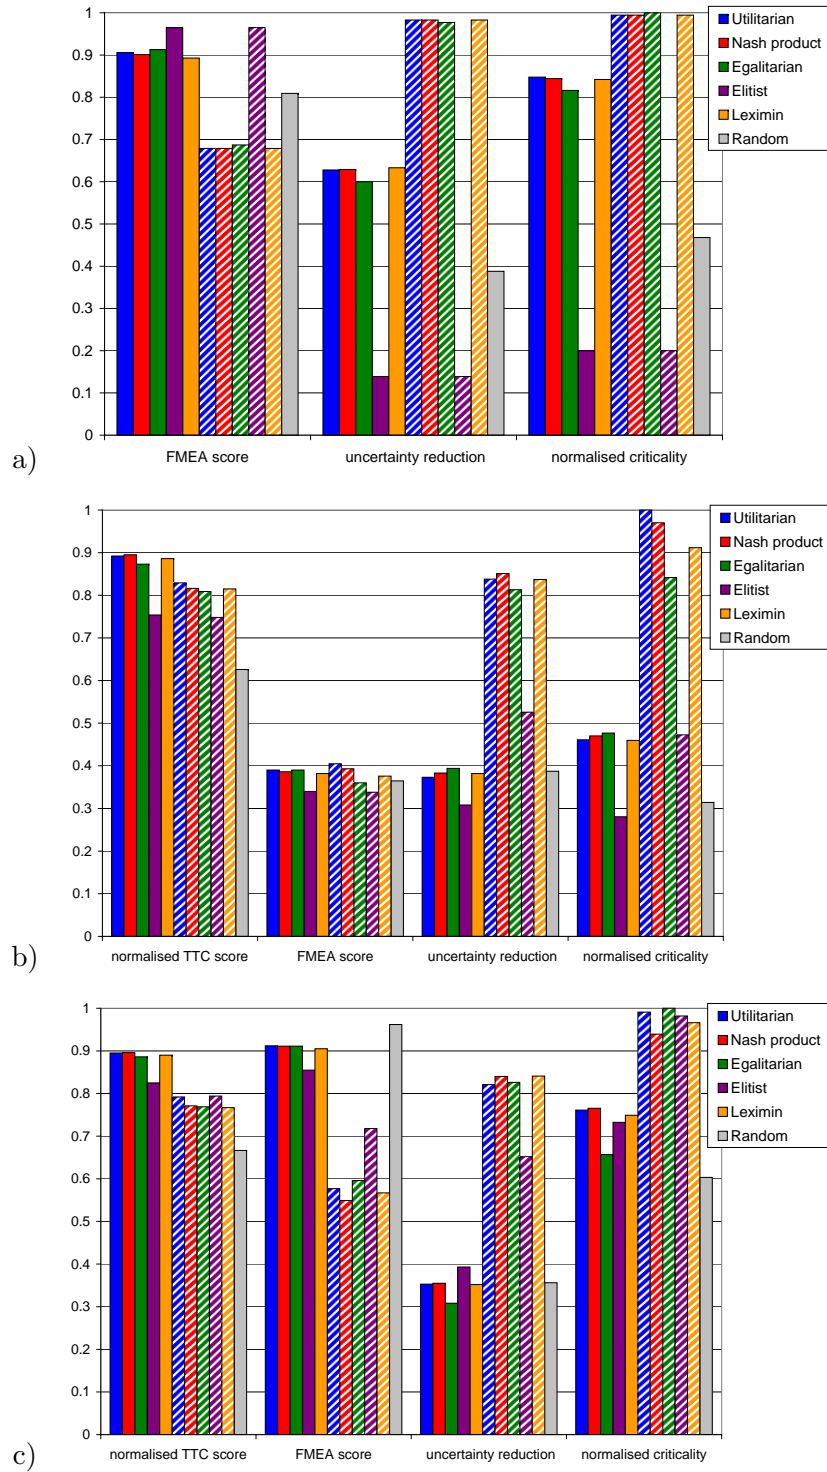 1
0.9
0.8
0.7
0.6
0.5
0.4
0.3
0.2
0.1
0
FMEA score uncertainty reduction normalised criticality
Utilitarian
Nash product
Egalitarian
Elitist
Leximin
Random
a)
1
0.9
0.8
0.7
0.6
0.5
0.4
0.3
0.2
0.1
0
normalised TTC score FMEA score uncertainty reduction normalised criticality
Utilitarian
Nash product
Egalitarian
Elitist
Leximin
Random
b)
1
0.9
0.8
0.7
0.6
0.5
0.4
0.3
0.2
0.1
0
normalised TTC score FMEA score uncertainty reduction normalised criticality
Utilitarian
Nash product
Egalitarian
Elitist
Leximin
Random
c)